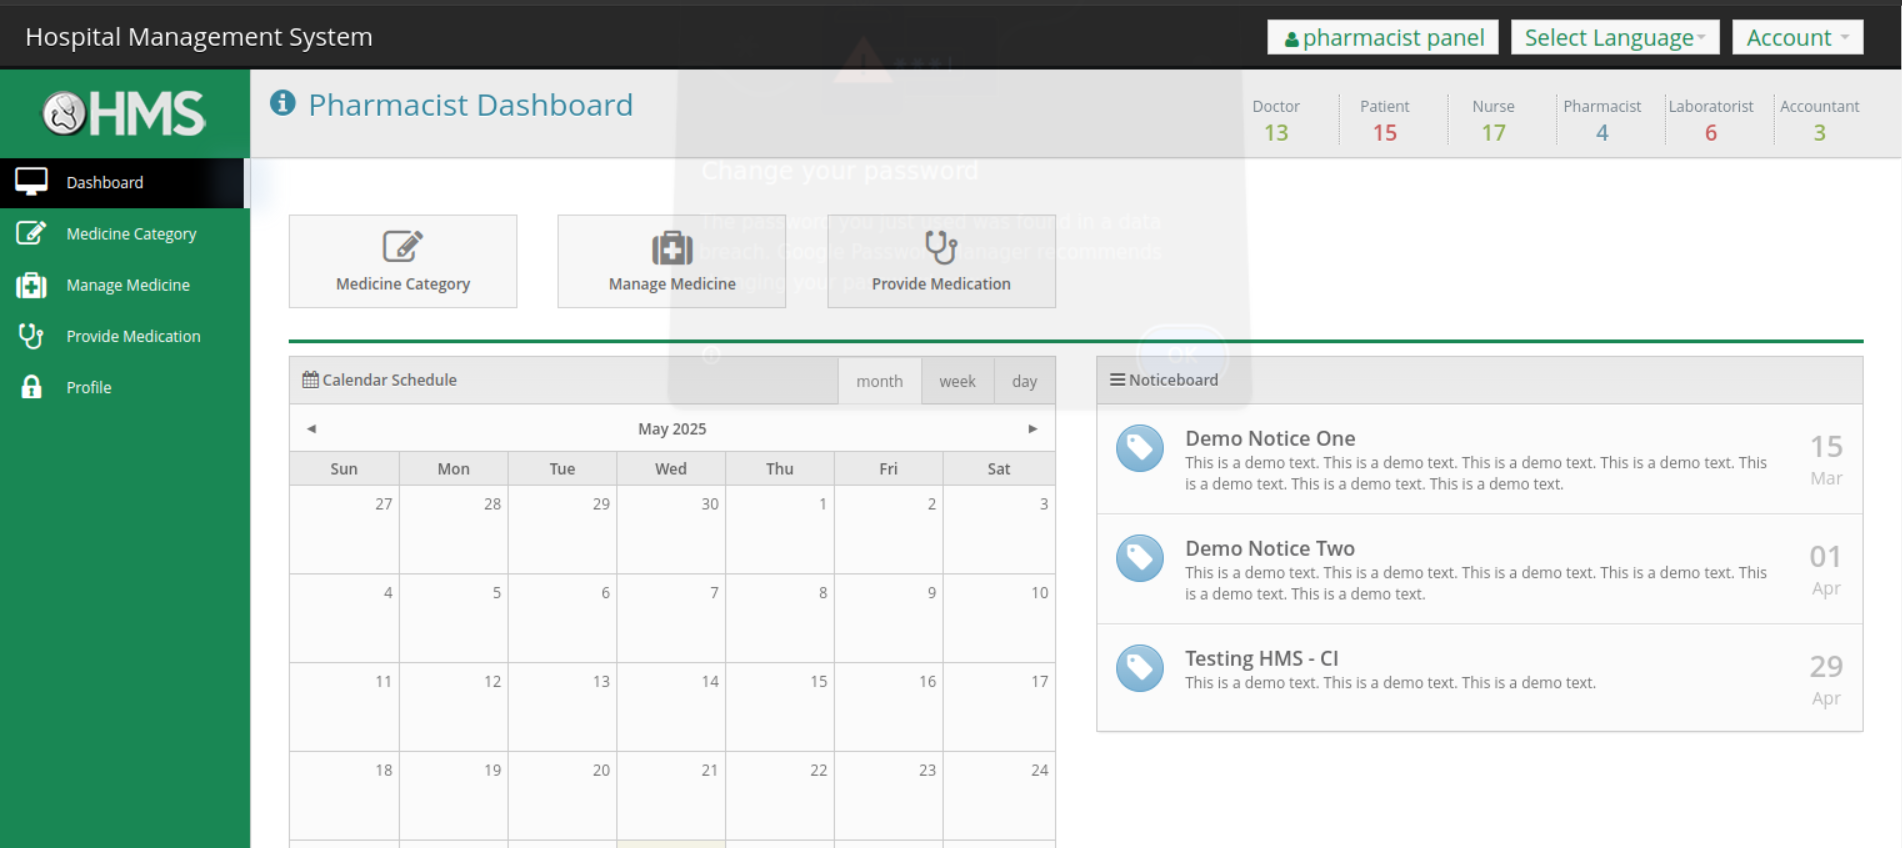 Hospital Management System
pharmacist panel
Select Language
Account
HMS
Pharmacist Dashboard
Doctor
13
Patient
15
Nurse
17
Pharmacist
4
Laboratorist
6
Accountant
3
Dashboard
Medicine Category
Manage Medicine
Provide Medication
Profile
Change your password
The password you just used was found in a data
breach. Google Password Manager recommends
Medicine Category
Manage Medicine
Provide Medication
OK
Calendar Schedule
month week day
May 2025
Sun Mon Tue Wed Thu Fri Sat
27 28 29 30 1 2 3
4 5 6 7 8 9 10
11 12 13 14 15 16 17
18 19 20 21 22 23 24
Noticeboard
Demo Notice One
This is a demo text. This is a demo text. This is a demo text. This is a demo text. This
is a demo text. This is a demo text. This is a demo text.
15
Mar
Demo Notice Two
This is a demo text. This is a demo text. This is a demo text. This is a demo text. This
is a demo text. This is a demo text.
01
Apr
Testing HMS - CI
This is a demo text. This is a demo text. This is a demo text.
29
Apr